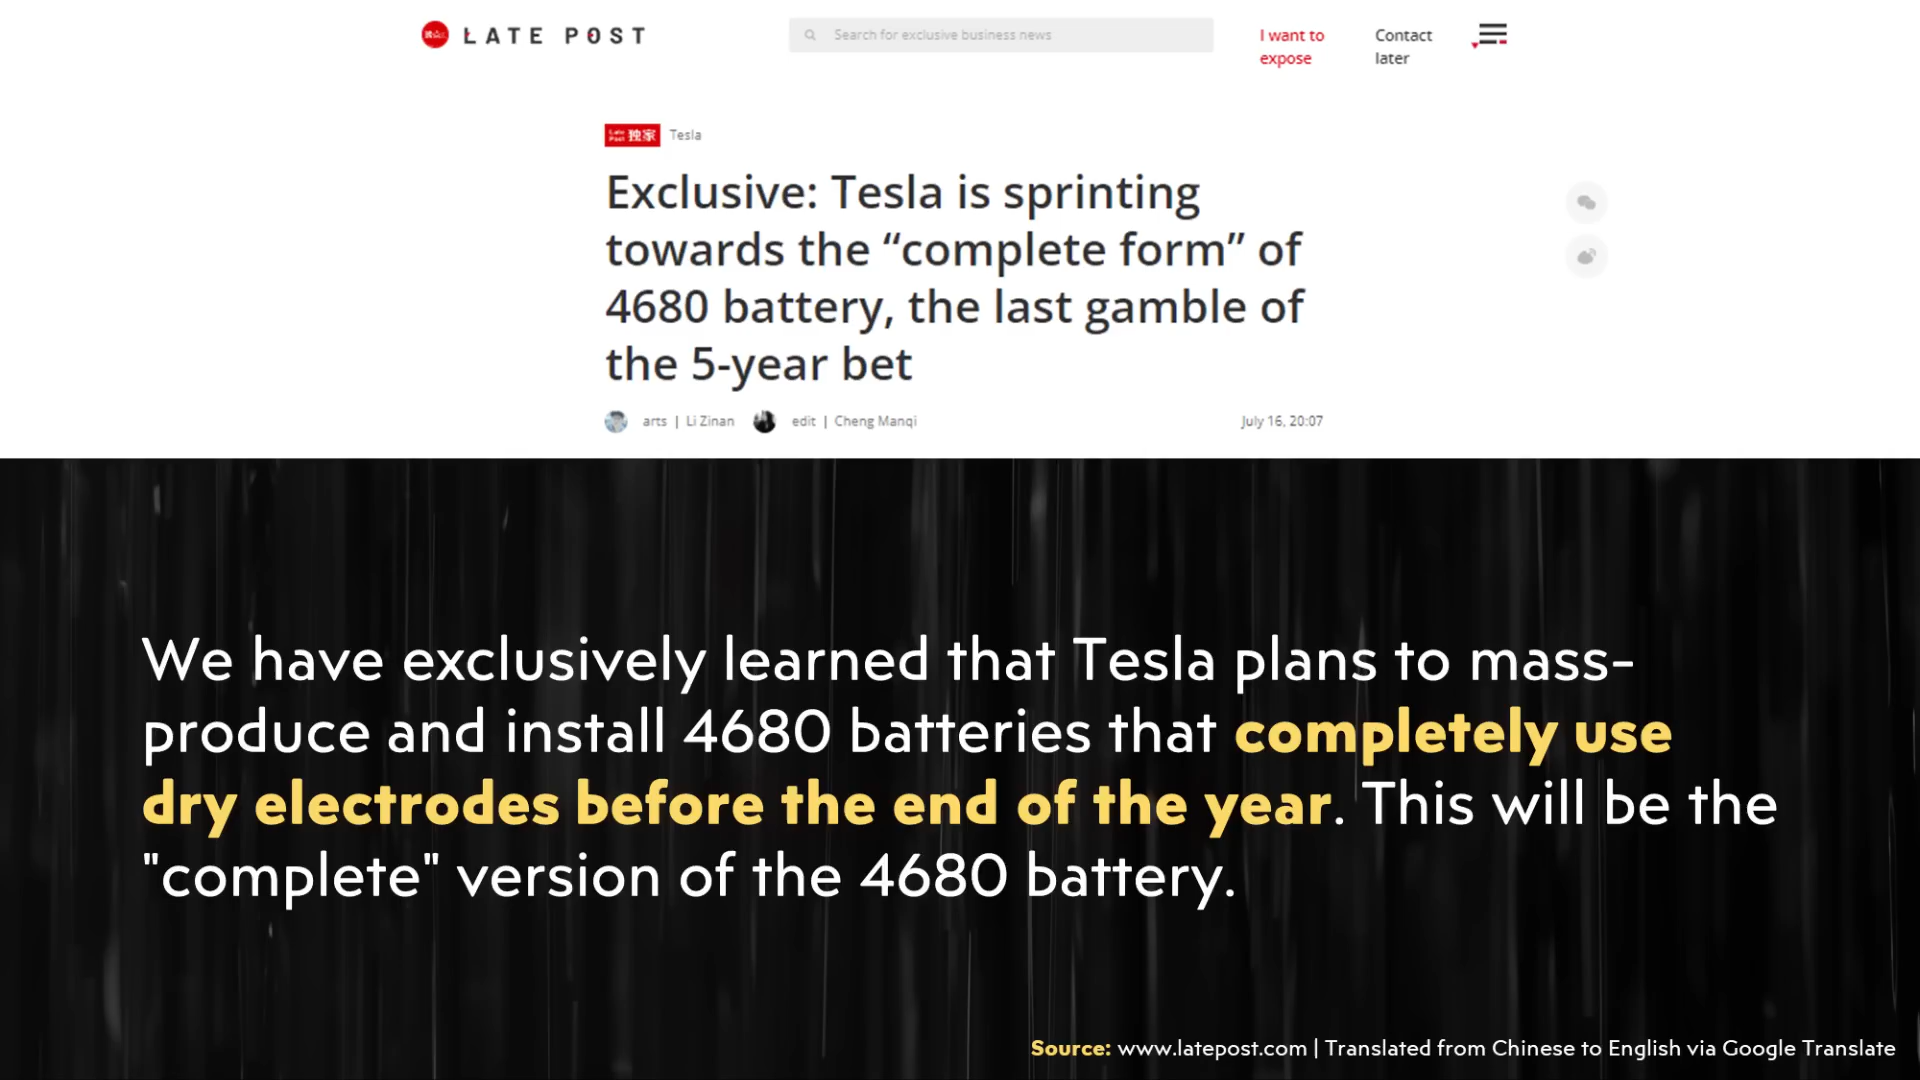 LATE POST
Search for exclusive business news
I want to
expose
Contact
later
Late
Post 独家 Tesla
Exclusive: Tesla is sprinting
towards the “complete form” of
4680 battery, the last gamble of
the 5-year bet
arts | Li Zinan edit | Cheng Manqi July 16, 20:07
We have exclusively learned that Tesla plans to mass-
produce and install 4680 batteries that completely use
dry electrodes before the end of the year. This will be the
"complete" version of the 4680 battery.
Source: www.latepost.com | Translated from Chinese to English via Google Translate